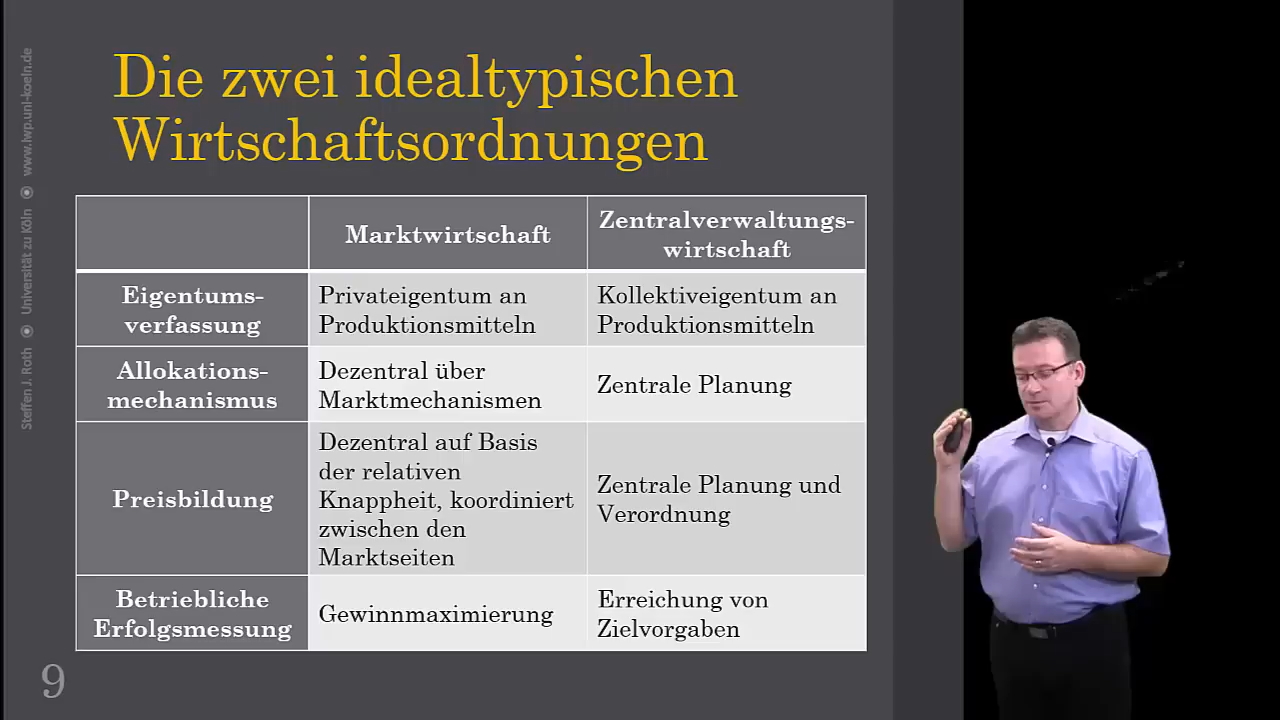 Die zwei idealtypischen
Wirtschaftsordnungen
Marktwirtschaft
Zentralverwaltungs-
wirtschaft
Eigentums-
verfassung
Privateigentum an
Produktionsmitteln
Kollektiveigentum an
Produktionsmitteln
Allokations-
mechanismus
Dezentral über
Marktmechanismen
Zentrale Planung
Preisbildung
Dezentral auf Basis
der relativen
Knappheit, koordiniert
zwischen den
Marktseiten
Zentrale Planung und
Verordnung
Betriebliche
Erfolgsmessung
Gewinnmaximierung
Erreichung von
Zielvorgaben
9
Steffen J. Roth ◉ Universität zu Köln ◉ www.iwp.uni-koeln.de